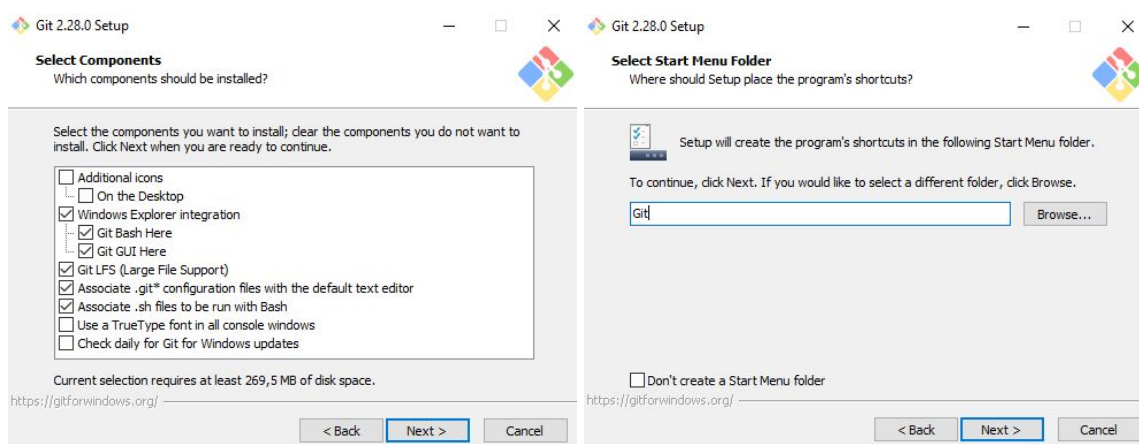 Git 2.28.0 Setup
Select Components
Which components should be installed?
Select the components you want to install; clear the components you do not want to
install. Click Next when you are ready to continue.
Additional icons
On the Desktop
Windows Explorer integration
Git Bash Here
Git GUI Here
Git LFS (Large File Support)
Associate .git* configuration files with the default text editor
Associate .sh files to be run with Bash
Use a TrueType font in all console windows
Check daily for Git for Windows updates
Current selection requires at least 269,5 MB of disk space.
https://gitforwindows.org/
< Back
Next >
Cancel
Git 2.28.0 Setup
Select Start Menu Folder
Where should Setup place the program's shortcuts?
Setup will create the program's shortcuts in the following Start Menu folder.
To continue, click Next. If you would like to select a different folder, click Browse.
Git
Browse...
Don't create a Start Menu folder
https://gitforwindows.org/
< Back
Next >
Cancel